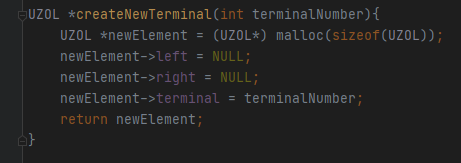 UZOL *createNewTerminal(int terminalNumber){
    UZOL *newElement = (UZOL*) malloc(sizeof(UZOL));
    newElement->left = NULL;
    newElement->right = NULL;
    newElement->terminal = terminalNumber;
    return newElement;
}